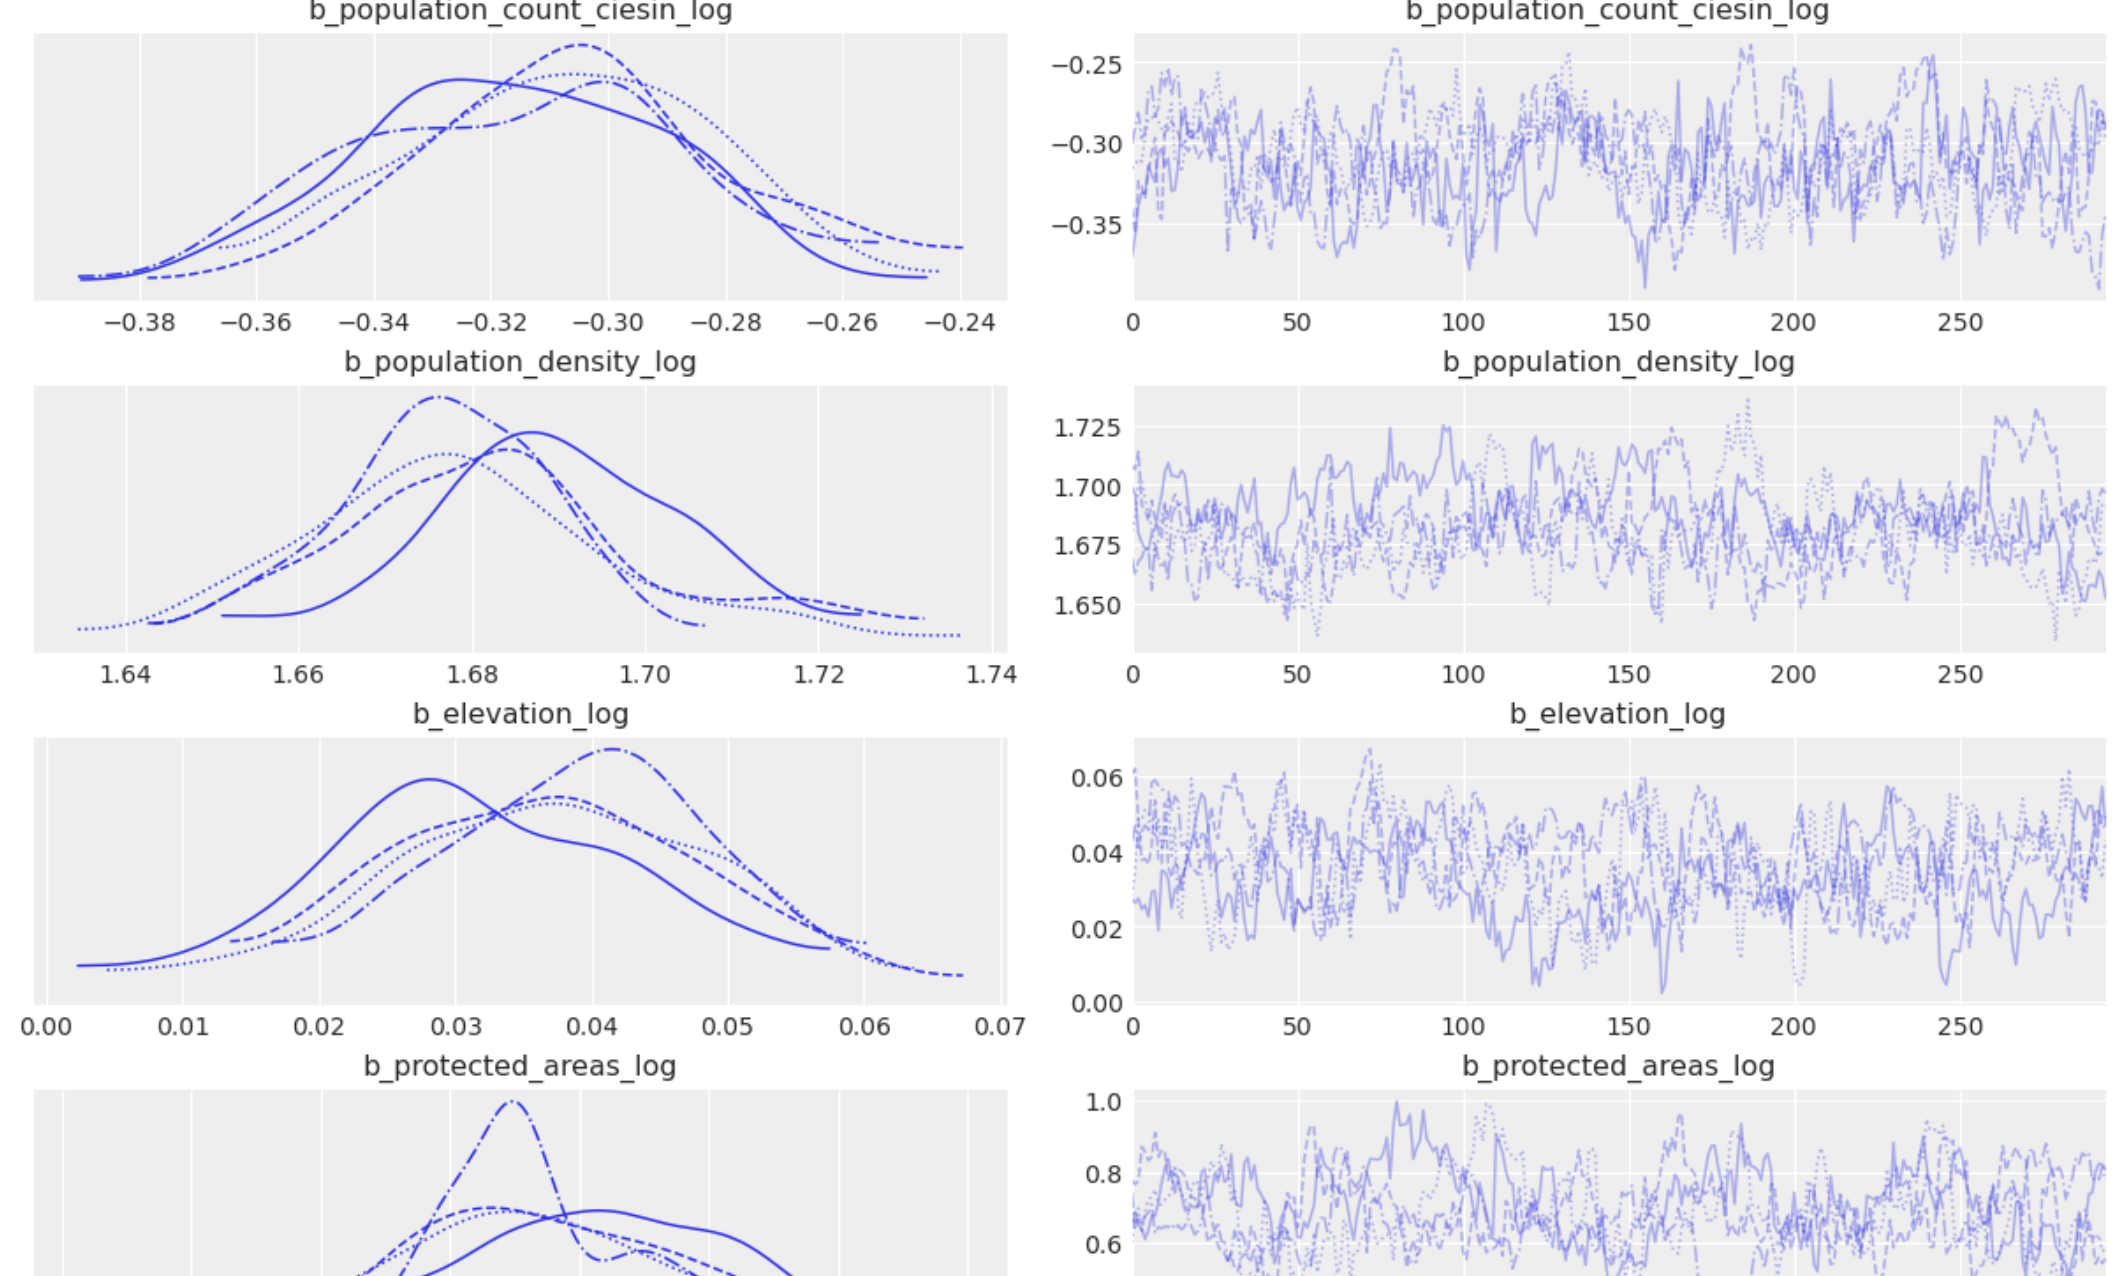 b_population_count_ciesin_log b_population_count_ciesin_log
−0.25
−0.30
−0.35
−0.38 −0.36 −0.34 −0.32 −0.30 −0.28 −0.26 −0.24 0 50 100 150 200 250
b_population_density_log b_population_density_log
1.725
1.700
1.675
1.650
1.64 1.66 1.68 1.70 1.72 1.74 0 50 100 150 200 250
b_elevation_log b_elevation_log
0.06
0.04
0.02
0.00
0.00 0.01 0.02 0.03 0.04 0.05 0.06 0.07 0 50 100 150 200 250
b_protected_areas_log b_protected_areas_log
1.0
0.8
0.6